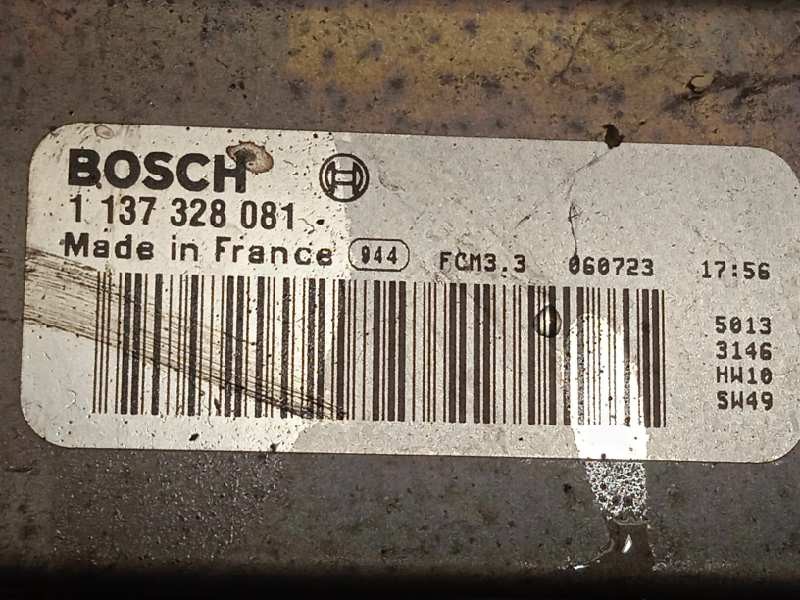 BOSCH
1 137 328 081
Made in France 944 FCM3.3 060723 17:56
5013
3146
HW10
SW49